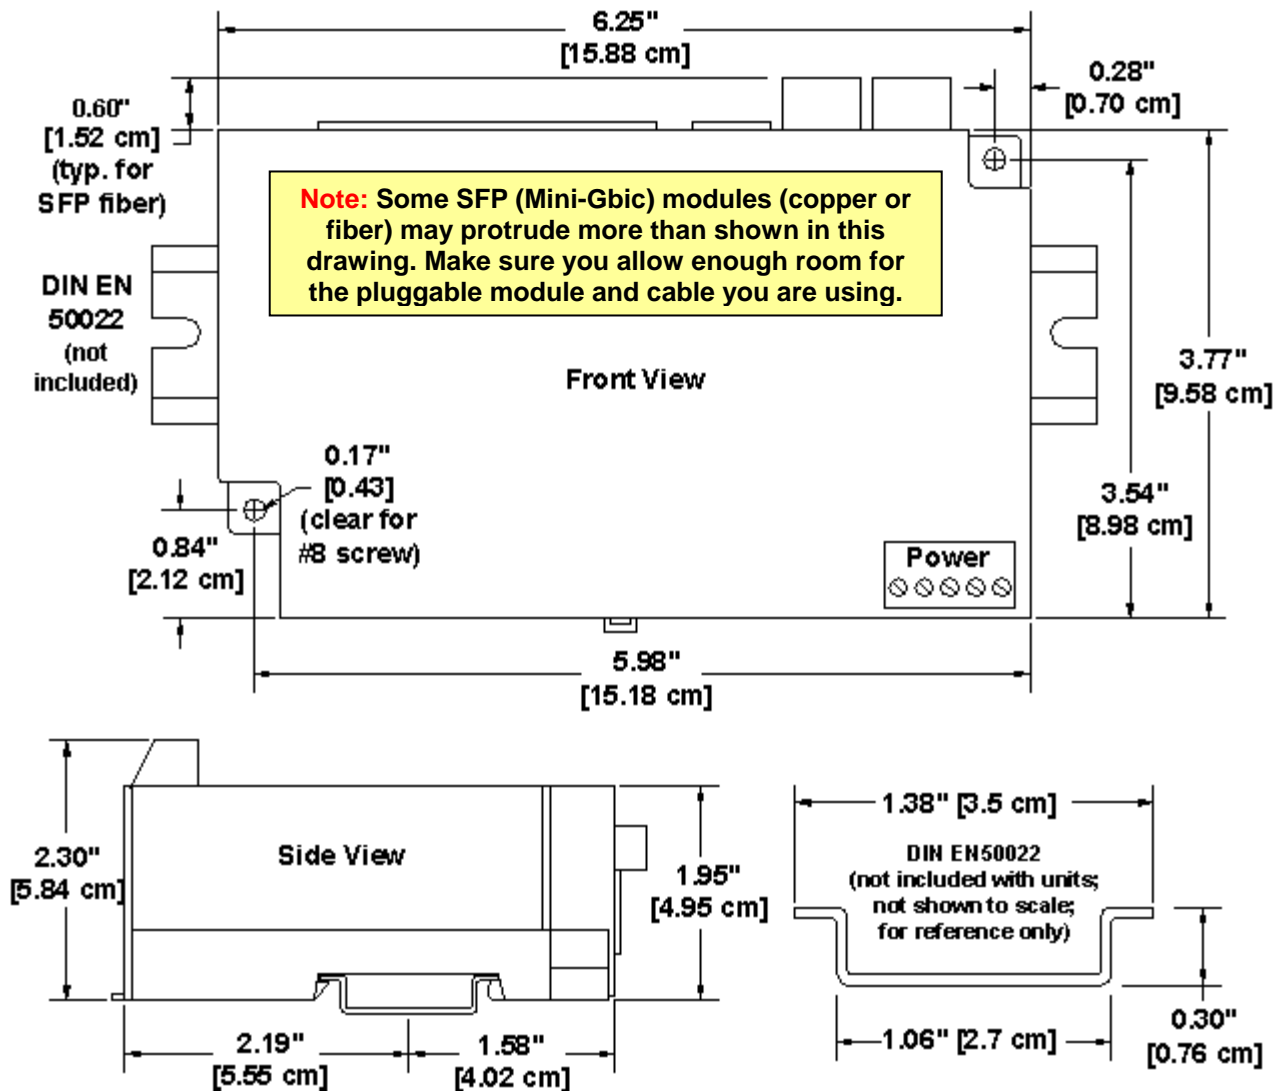 6.25"
[15.88 cm]
0.28"
[0.70 cm]
0.60"
[1.52 cm]
(typ. for
SFP fiber)
Note: Some SFP (Mini-Gbic) modules (copper or
fiber) may protrude more than shown in this
drawing. Make sure you allow enough room for
the pluggable module and cable you are using.
DIN EN
50022
(not
included)
Front View
3.77"
[9.58 cm]
0.17"
[0.43]
(clear for
#8 screw)
3.54"
[8.98 cm]
0.84"
[2.12 cm]
Power
5.98"
[15.18 cm]
2.30"
[5.84 cm]
Side View
1.95"
[4.95 cm]
2.19"
[5.55 cm]
1.58"
[4.02 cm]
1.38" [3.5 cm]
DIN EN50022
(not included with units;
not shown to scale;
for reference only)
1.06" [2.7 cm]
0.30"
[0.76 cm]